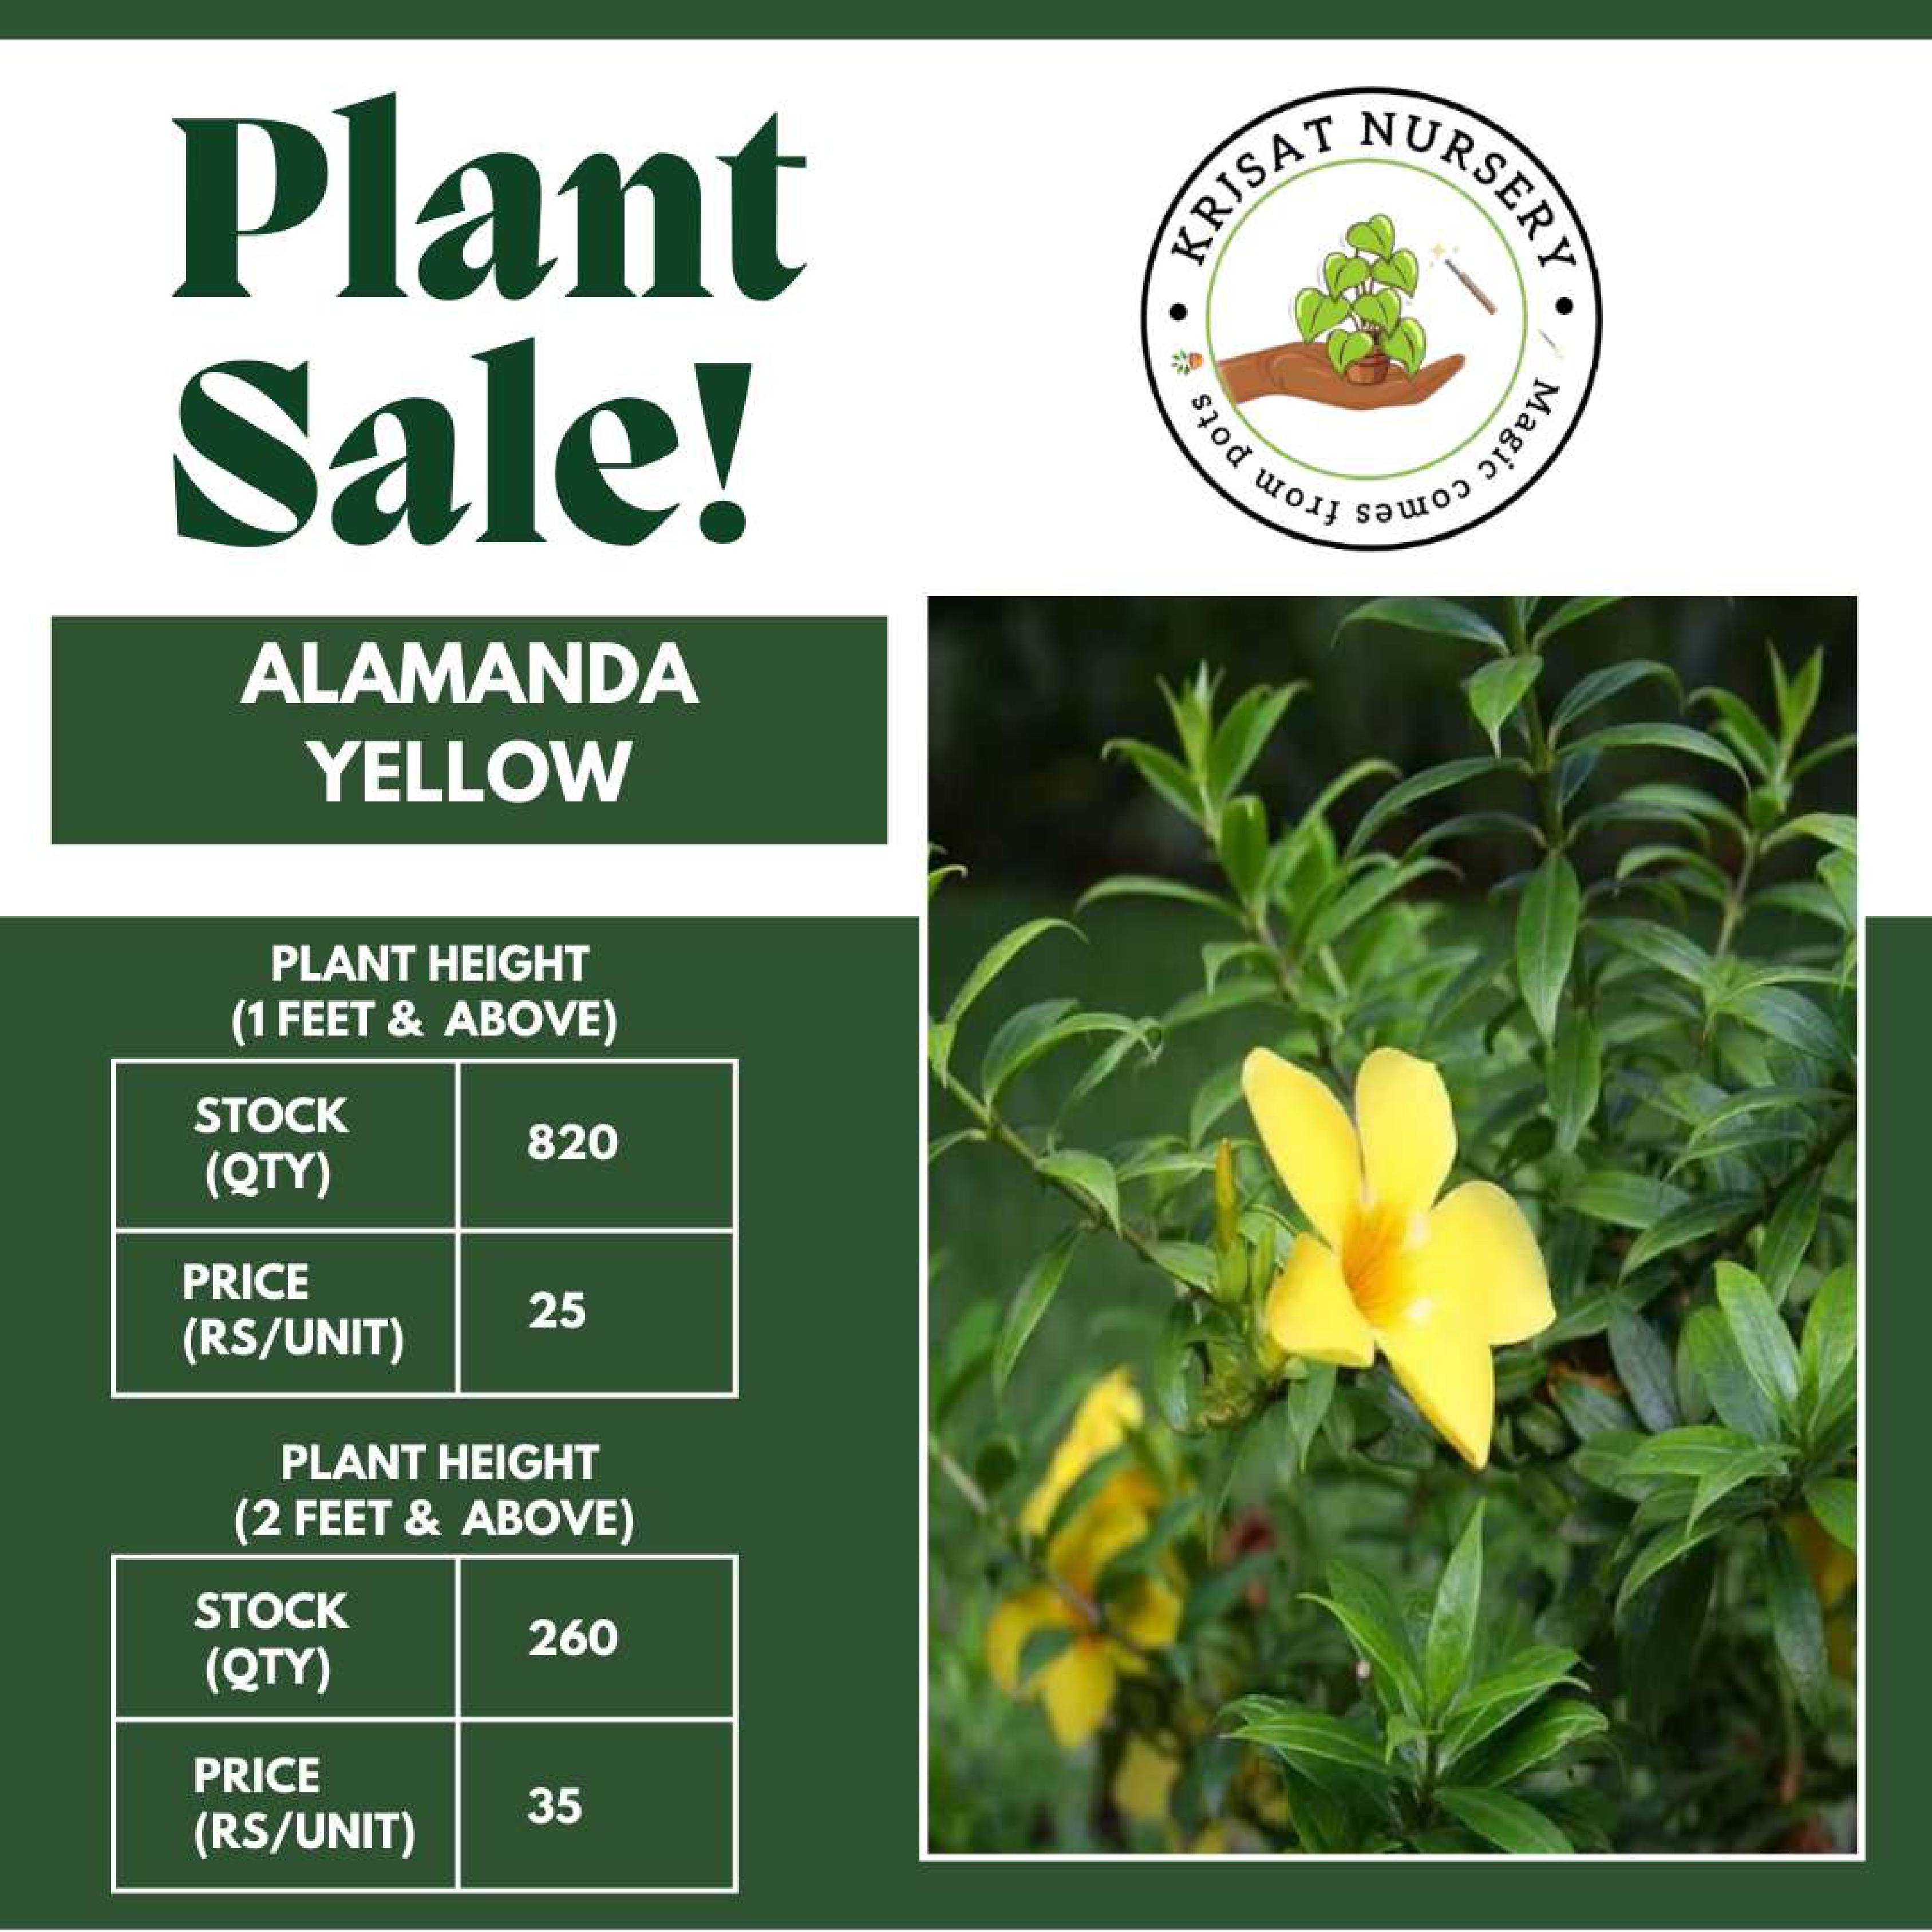 Plant
Sale!
KRISAT NURSERY
Magic comes from pots
ALAMANDA
YELLOW
PLANT HEIGHT
(1 FEET & ABOVE)
STOCK
(QTY)
820
PRICE
(RS/UNIT)
25
PLANT HEIGHT
(2 FEET & ABOVE)
STOCK
(QTY)
260
PRICE
(RS/UNIT)
35